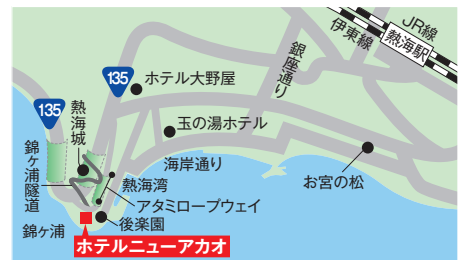 JR線
伊東線
熱海駅
銀座通り
135
ホテル大野屋
135
熱海城
玉の湯ホテル
海岸通り
お宮の松
錦ヶ浦隧道
熱海湾
アタミロープウェイ
後楽園
錦ヶ浦
ホテルニューアカオ